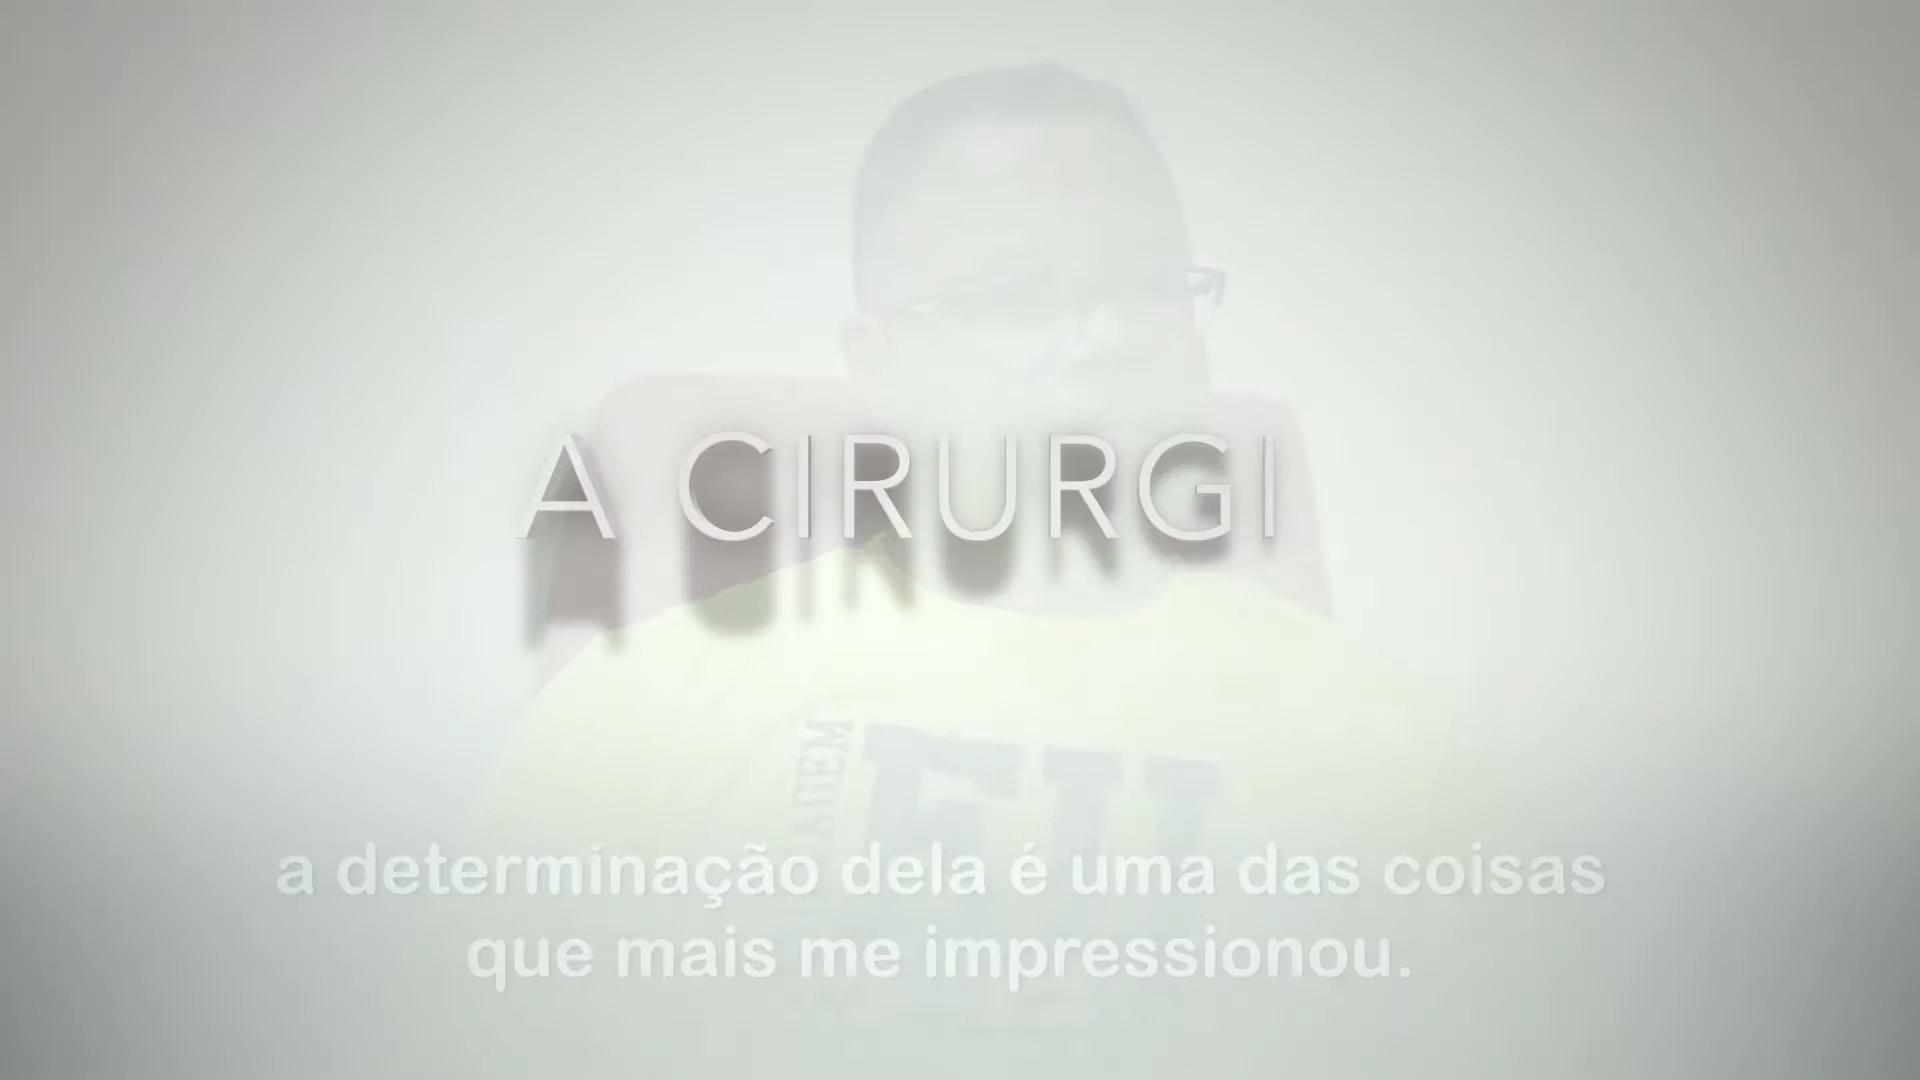 A CIRURGI
a determinação dela é uma das coisas
que mais me impressionou.